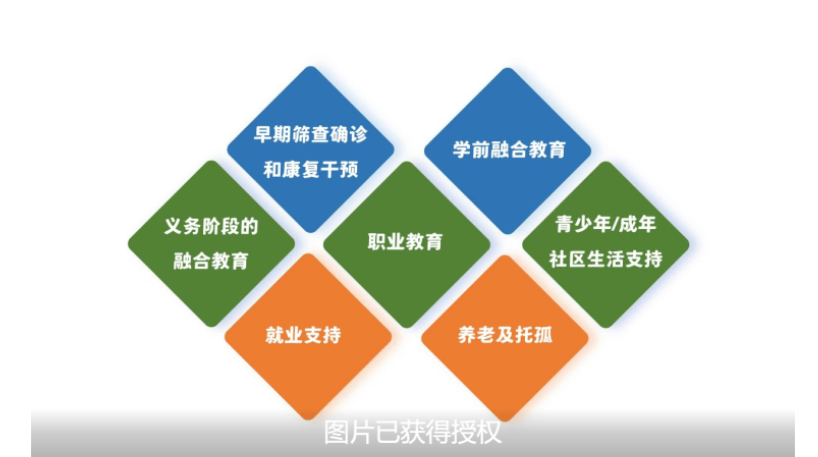 早期筛查确诊
和康复干预
学前融合教育
义务阶段的
融合教育
职业教育
青少年/成年
社区生活支持
就业支持
养老及托孤
图片已获得授权